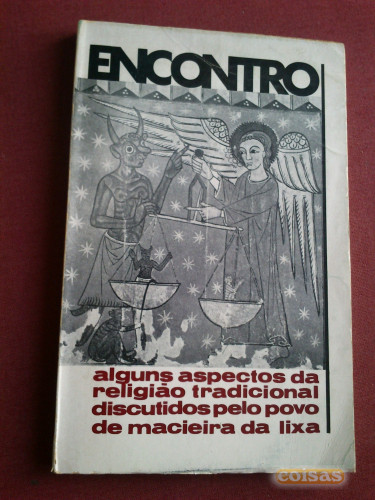 ENCONTRO
alguns aspectos da
religião tradicional
discutidos pelo povo
de macieira da lixa
coisas